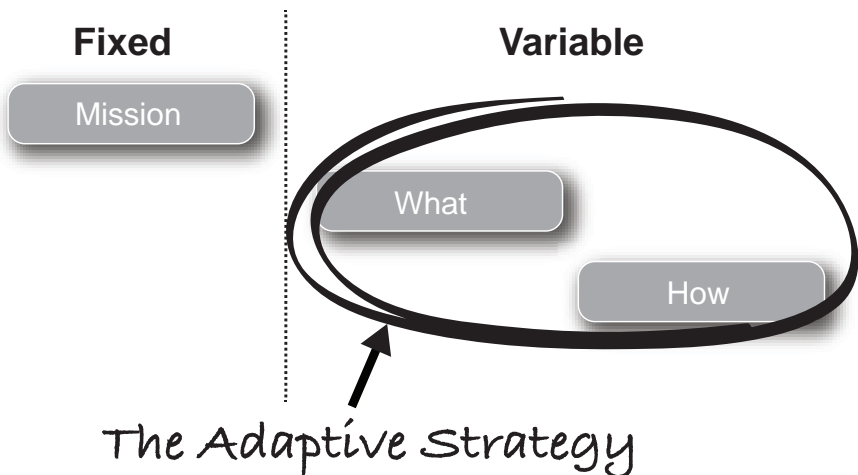 Fixed
Variable
Mission
What
How
The Adaptive Strategy